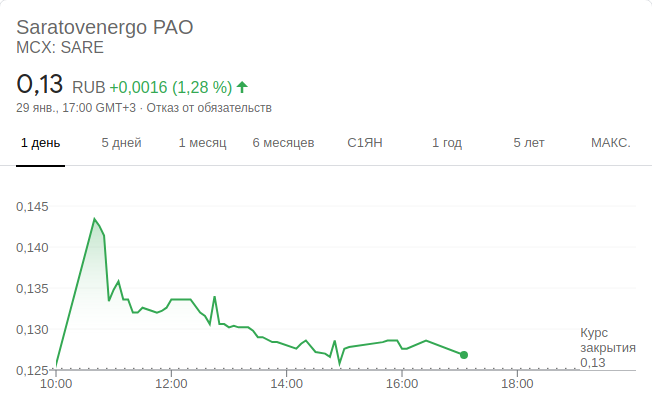 Saratovenergo PAO
MCX: SARE
0,13 RUB +0,0016 (1,28 %)
29 янв., 17:00 GMT+3 · Отказ от обязательств
1 день 5 дней 1 месяц 6 месяцев С1ЯН 1 год 5 лет МАКС.
0,145
0,140
0,135
0,130
Курс
закрытия
0,13
0,125
10:00 12:00 14:00 16:00 18:00